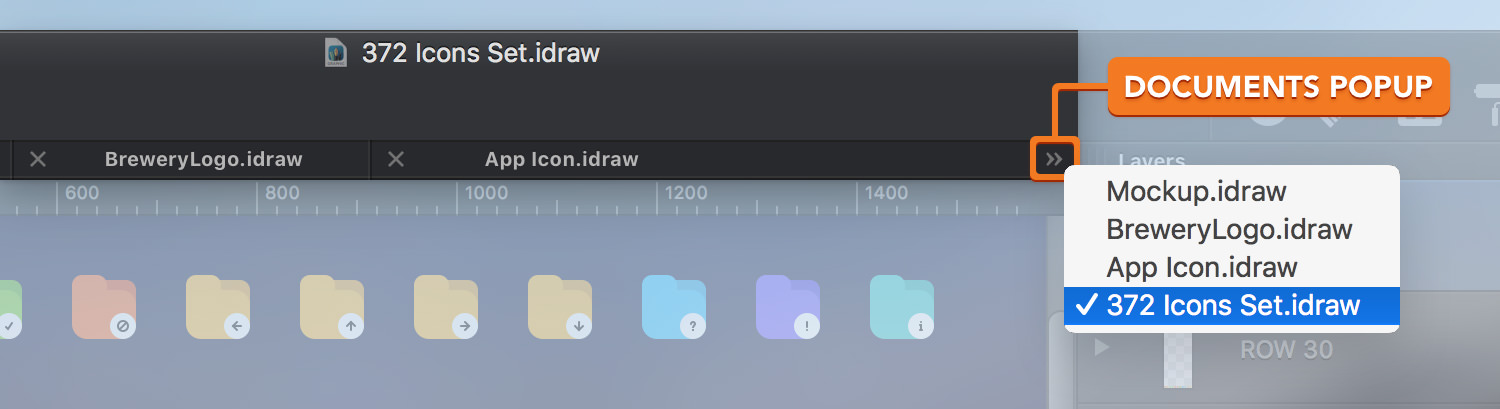 372 Icons Set.idraw
DOCUMENTS POPUP
BreweryLogo.idraw
App Icon.idraw
Layers
600 800 1000 1200 1400
Mockup.idraw
BreweryLogo.idraw
App Icon.idraw
✓ 372 Icons Set.idraw
ROW 30